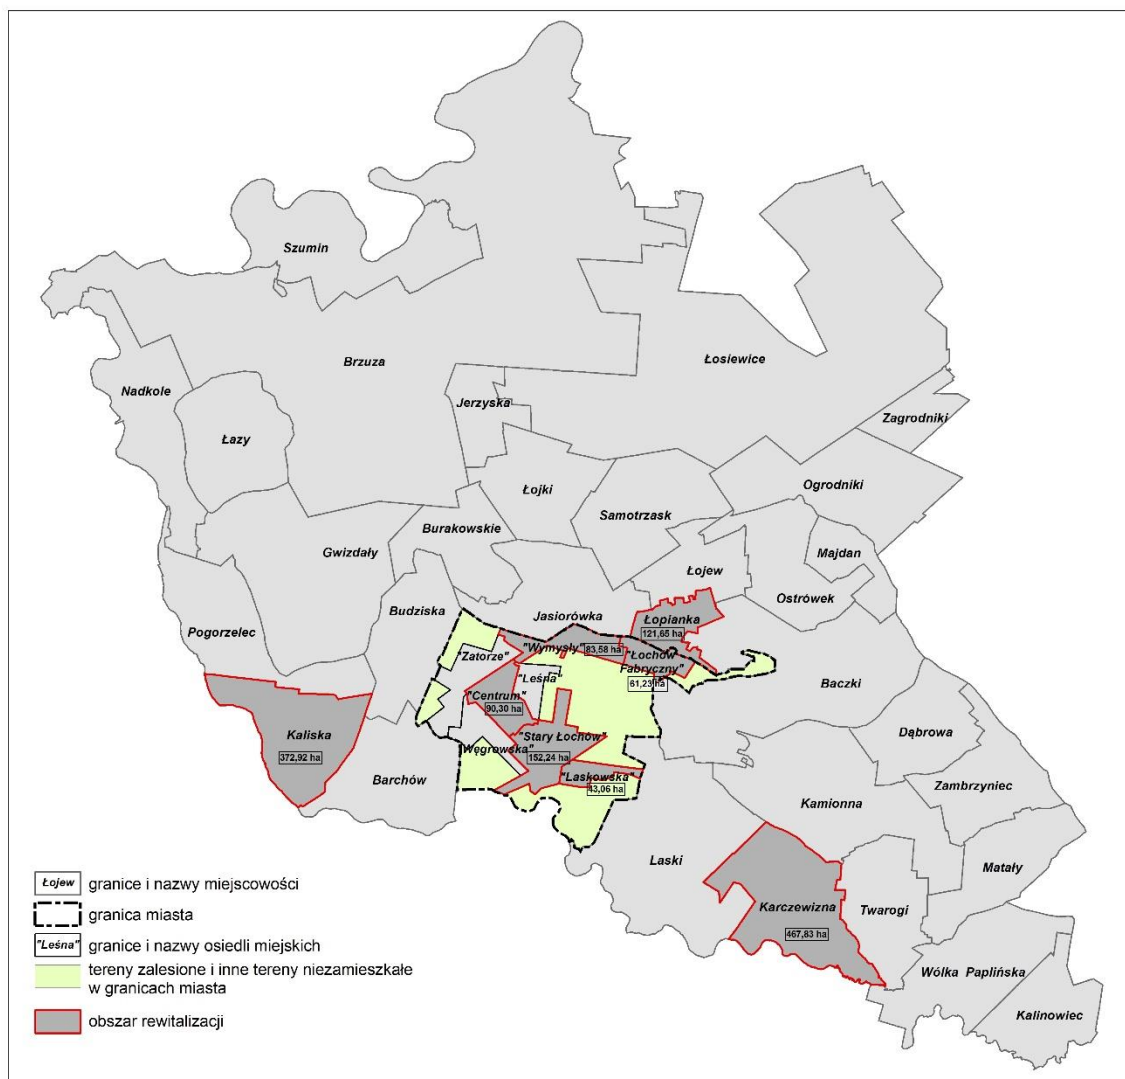 Szumin
Brzuza
Łosiewice
Nadkole
Jerzyska
Zagrodniki
Łazy
Łojki
Ogrodniki
Samotrzask
Burakowskie
Gwizdały
Majdan
Łojew
Ostrówek
Budziska
Jasiorówka
Łopianka
121,65 ha
Pogorzelec
"Wymysły"
83,58 ha
"Zatorze"
"Łochów
Fabryczny"
61,23 ha
"Leśna"
Baczki
"Centrum"
90,30 ha
Kaliska
372,92 ha
"Stary Łochów"
152,24 ha
Dąbrowa
"Węgrowska"
Barchów
"Laskowska"
43,06 ha
Zambrzyniec
Kamionna
Laski
Matały
Karczewizna
467,83 ha
Twarogi
Wólka Paplińska
Kalinowiec
Łojew
granice i nazwy miejscowości
granica miasta
"Leśna"
granice i nazwy osiedli miejskich
tereny zalesione i inne tereny niezamieszkałe
w granicach miasta
obszar rewitalizacji